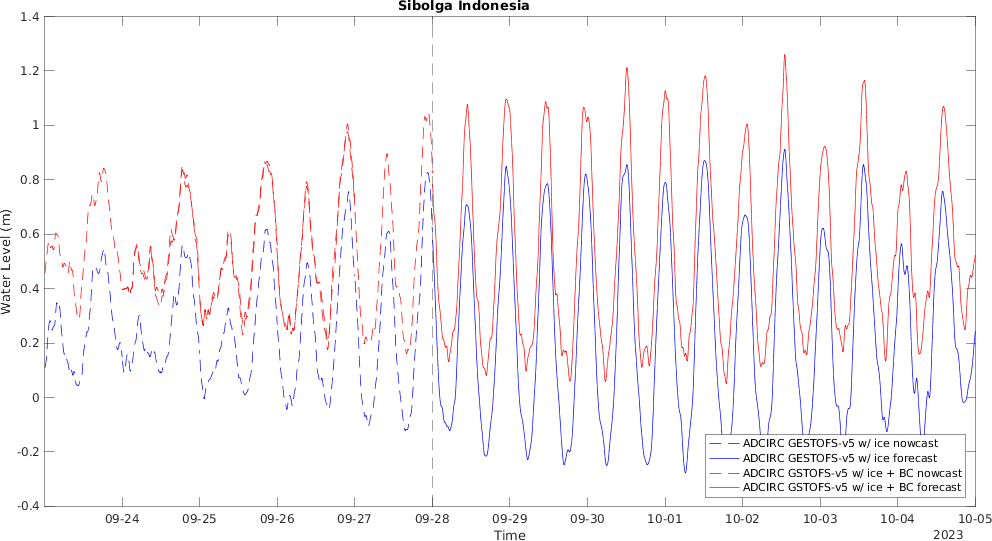 Sibolga Indonesia
1.4
1.2
1
0.8
0.6
0.4
0.2
0
-0.2
-0.4
Water Level (m)
09-24 09-25 09-26 09-27 09-28 09-29 09-30 10-01 10-02 10-03 10-04 10-05
Time
2023
ADCIRC GESTOFS-v5 w/ ice nowcast
ADCIRC GESTOFS-v5 w/ ice forecast
ADCIRC GSTOFS-v5 w/ ice + BC nowcast
ADCIRC GSTOFS-v5 w/ ice + BC forecast